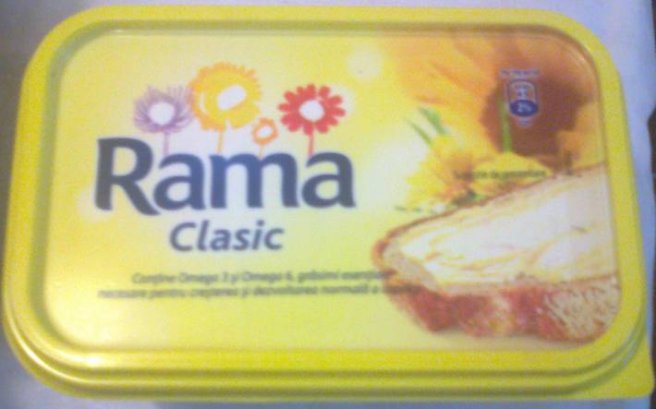 Rama
Clasic
Conține Omega 3 și Omega 6, grăsimi esențiale
necesare pentru creșterea și dezvoltarea normală a